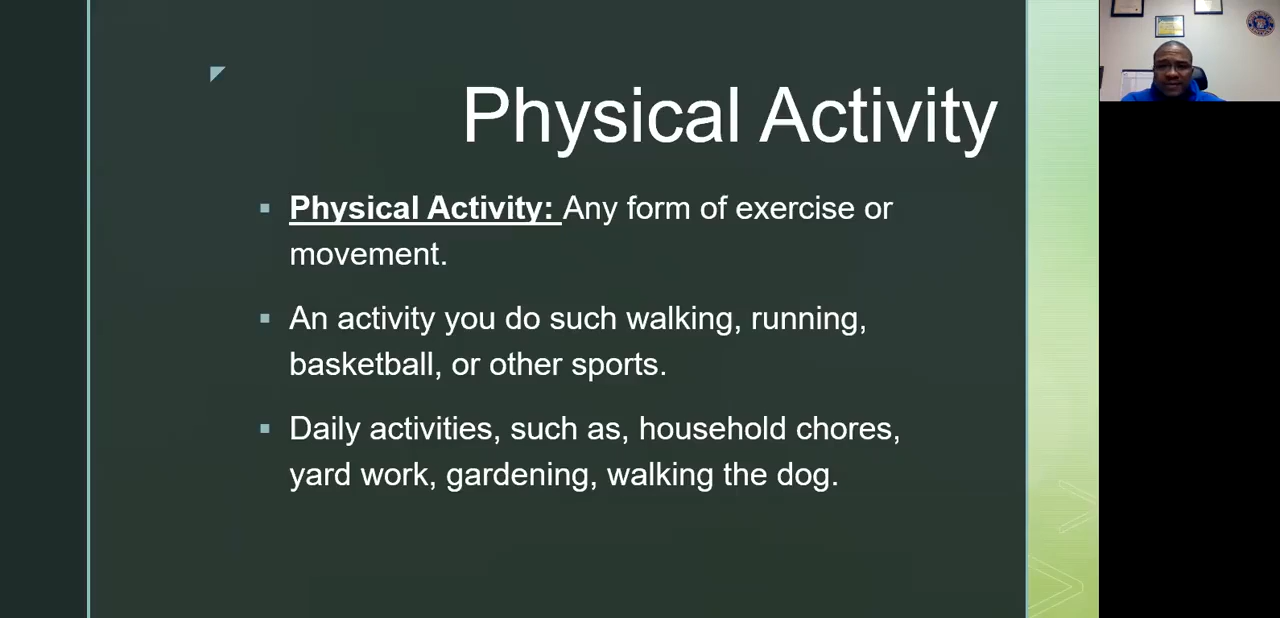 Physical Activity
Physical Activity: Any form of exercise or
movement.
An activity you do such walking, running,
basketball, or other sports.
Daily activities, such as, household chores,
yard work, gardening, walking the dog.